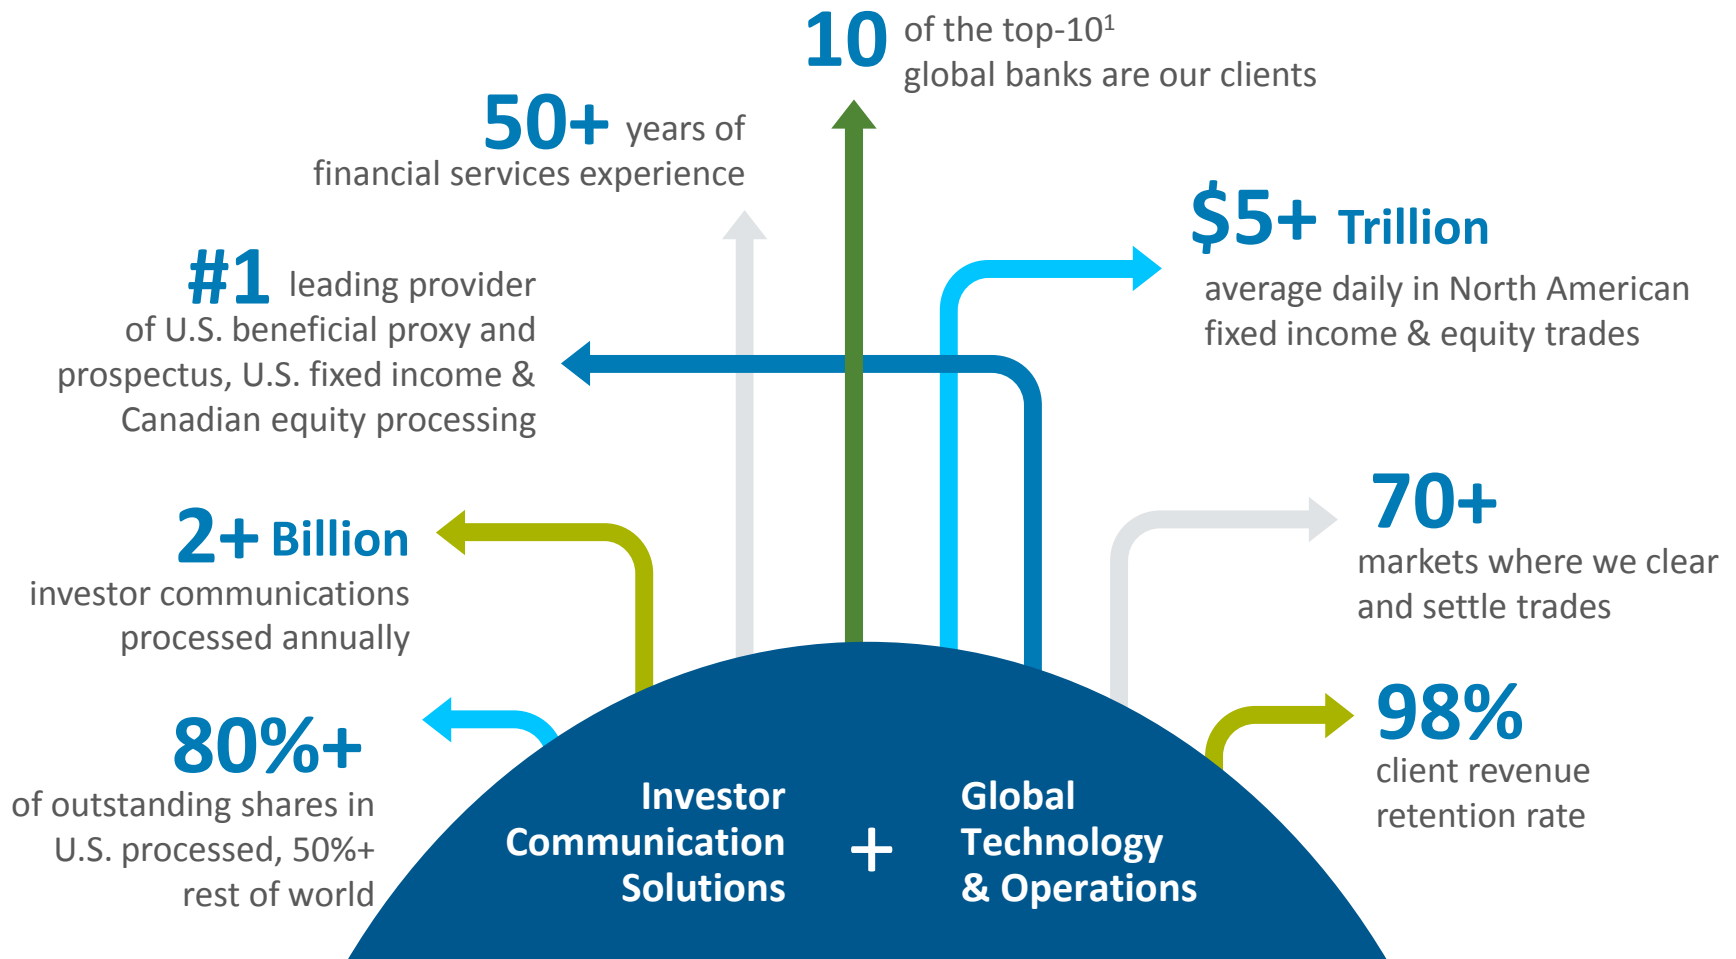 10 of the top-10¹
global banks are our clients
50+ years of
financial services experience
$5+ Trillion
average daily in North American
fixed income & equity trades
#1 leading provider
of U.S. beneficial proxy and
prospectus, U.S. fixed income &
Canadian equity processing
70+
markets where we clear
and settle trades
2+ Billion
investor communications
processed annually
98%
client revenue
retention rate
80%+
of outstanding shares in
U.S. processed, 50%+
rest of world
Investor
Communication
Solutions
+
Global
Technology
& Operations